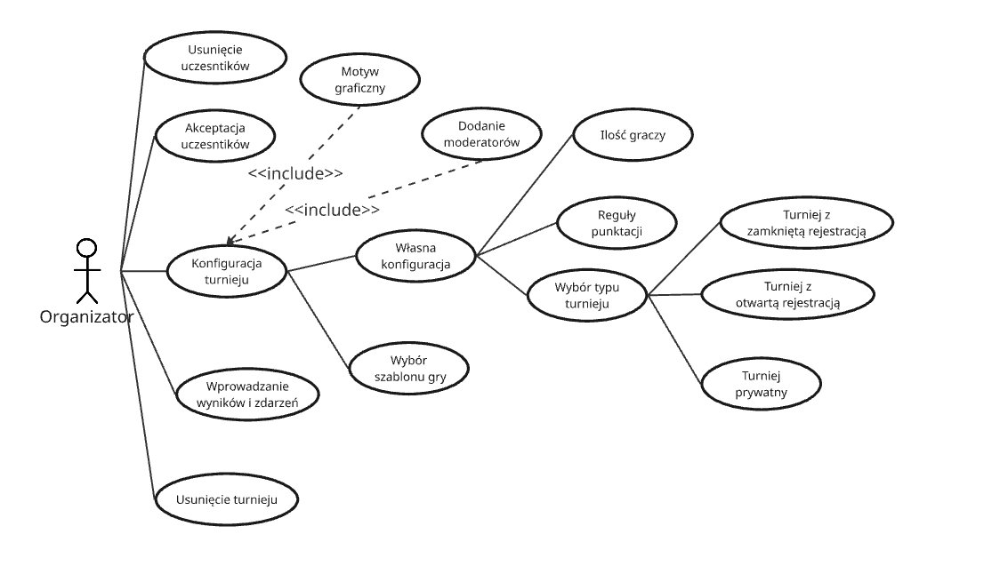 Usunięcie
uczesntików
Motyw
graficzny
Akceptacja
uczesntików
Dodanie
moderatorów
Ilość graczy
<<include>>
<<include>>
Reguły
punktacji
Turniej z
zamkniętą rejestracją
Organizator
Konfiguracja
turnieju
Własna
konfiguracja
Wybór typu
turnieju
Turniej z
otwartą rejestracją
Wybór
szablonu gry
Turniej
prywatny
Wprowadzanie
wyników i zdarzeń
Usunięcie turnieju